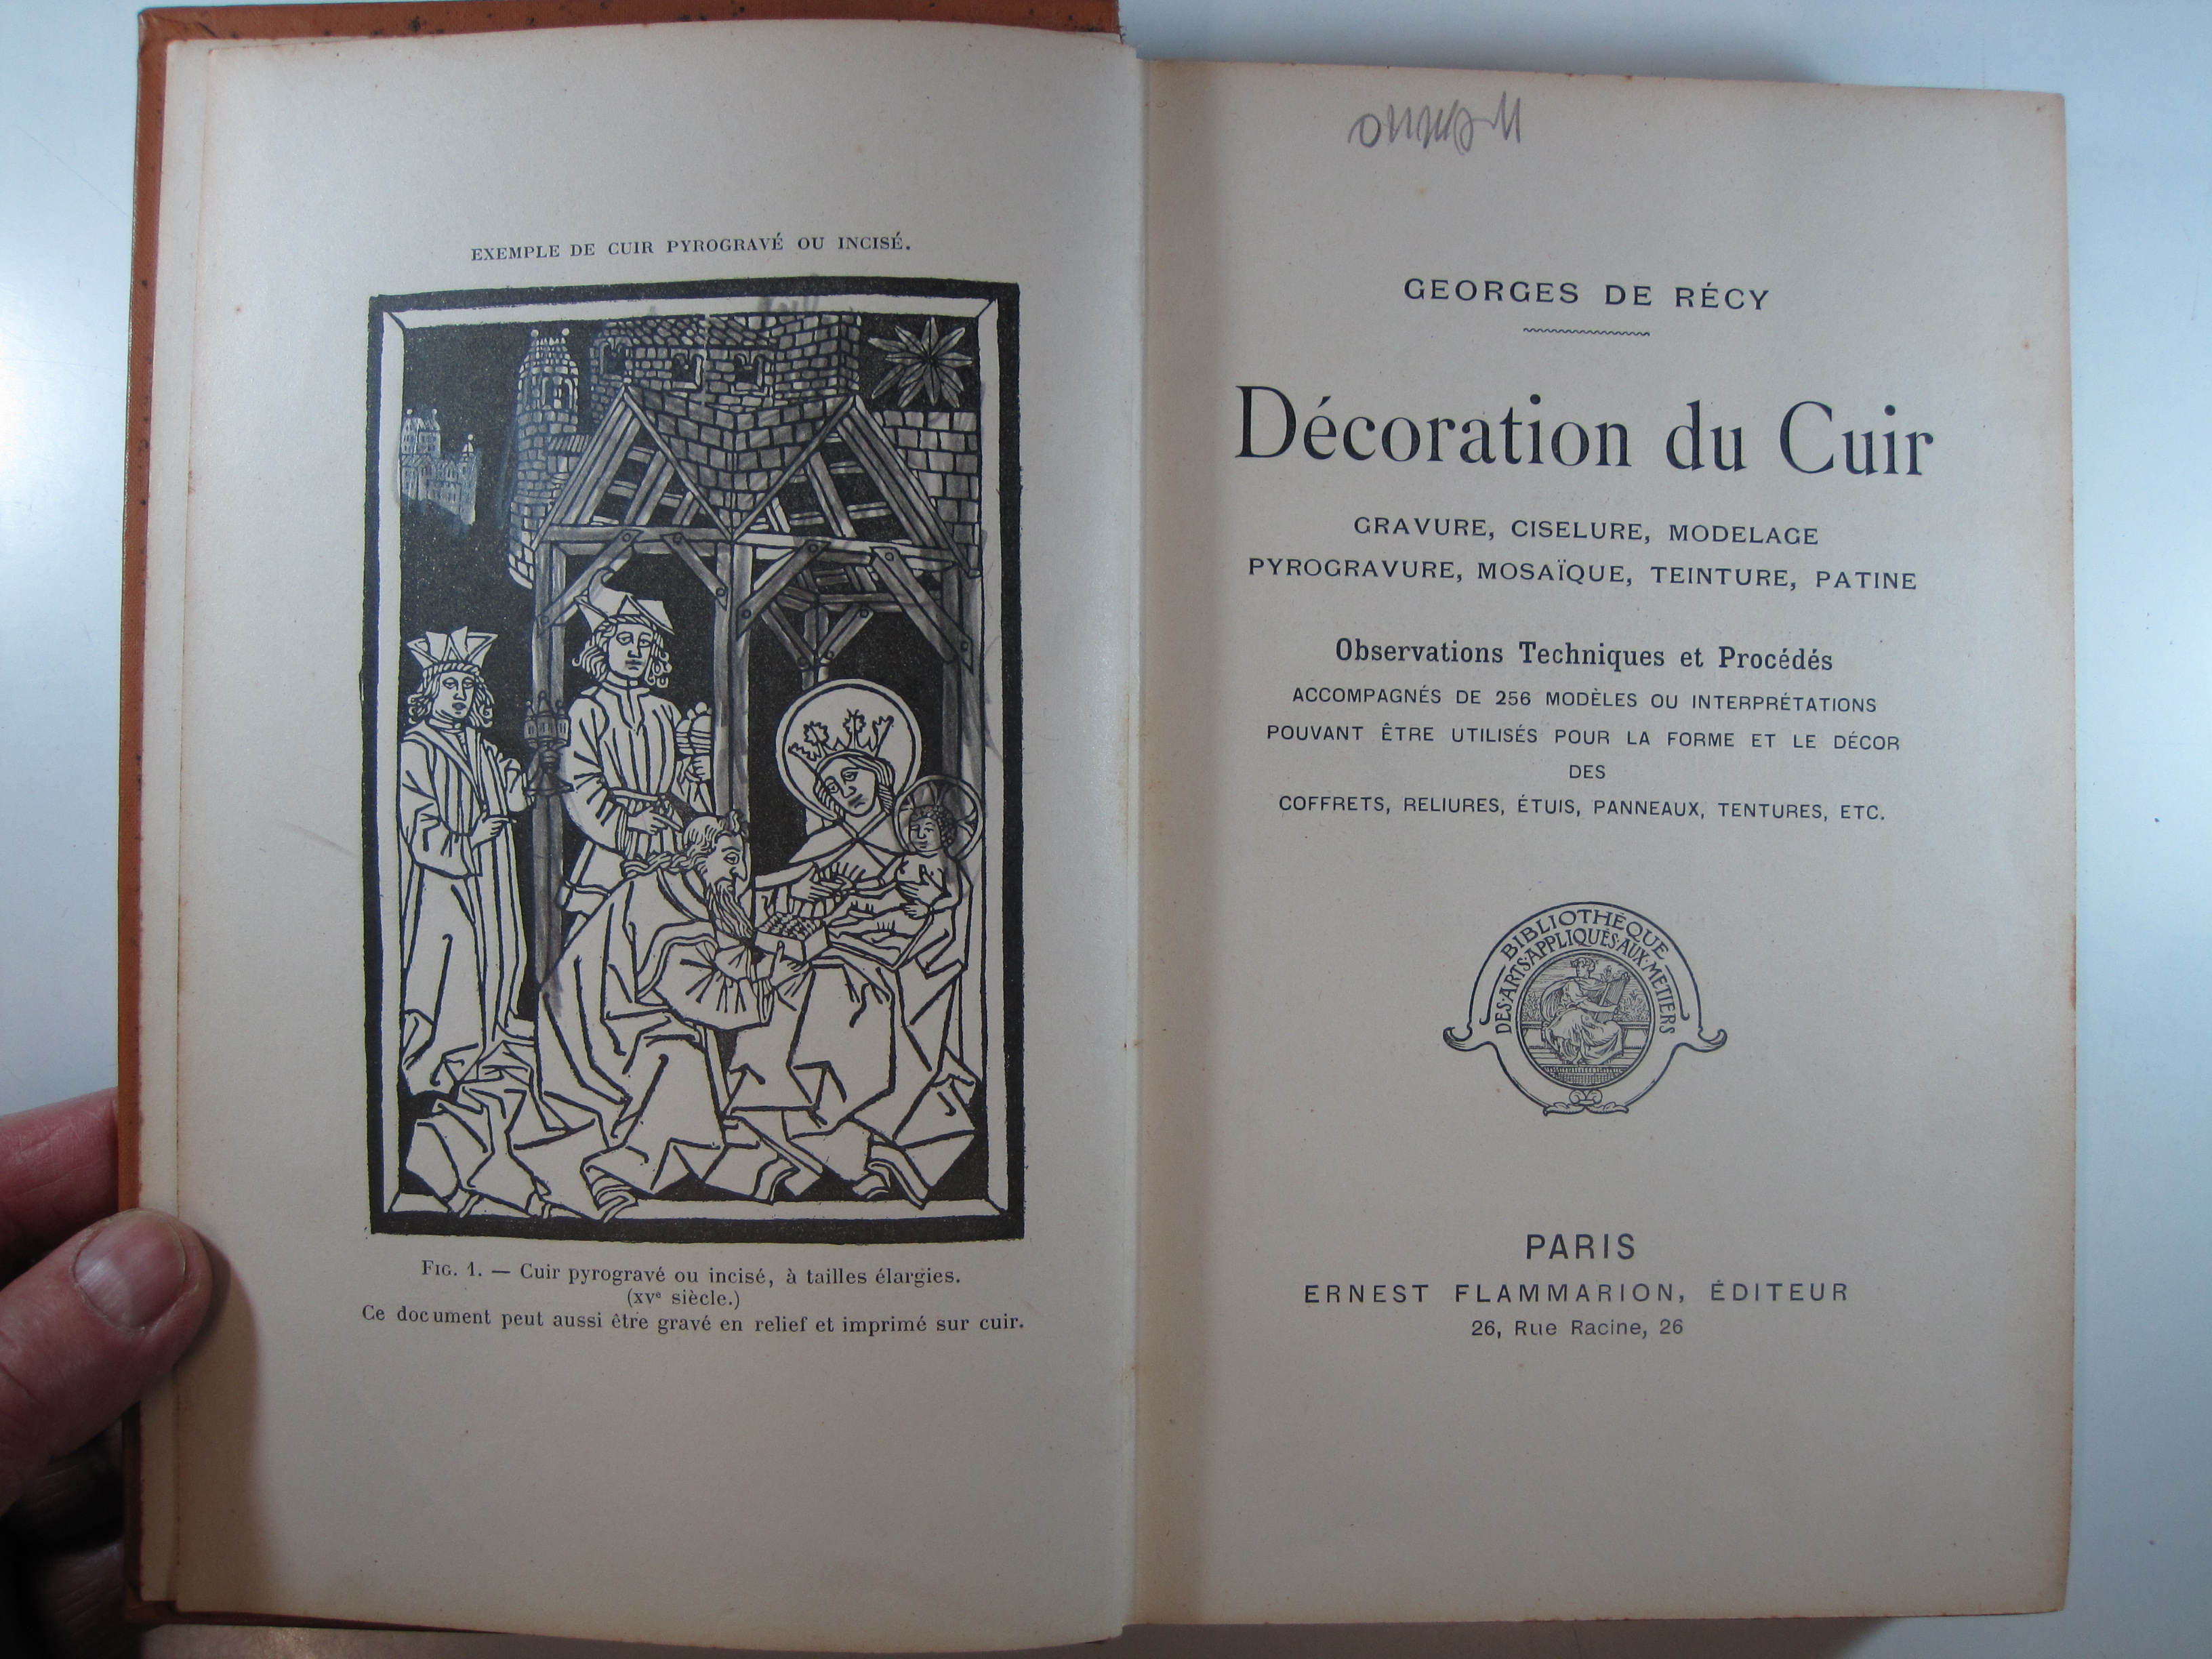 EXEMPLE DE CUIR PYROGRAVÉ OU INCISÉ.
FIG. 1. — Cuir pyrogravé ou incisé, à tailles élargies.
(XVe siècle.)
Ce document peut aussi être gravé en relief et imprimé sur cuir.
GEORGES DE RÉCY
Décoration du Cuir
GRAVURE, CISELURE, MODELAGE
PYROGRAVURE, MOSAÏQUE, TEINTURE, PATINE
Observations Techniques et Procédés
ACCOMPAGNÉS DE 256 MODÈLES OU INTERPRÉTATIONS
POUVANT ÊTRE UTILISÉS POUR LA FORME ET LE DÉCOR
DES
COFFRETS, RELIURES, ÉTUIS, PANNEAUX, TENTURES, ETC.
BIBLIOTHÈQUE
DES·ARTS·APPLIQUÉS·AUX·MÉTIERS
PARIS
ERNEST FLAMMARION, ÉDITEUR
26, Rue Racine, 26